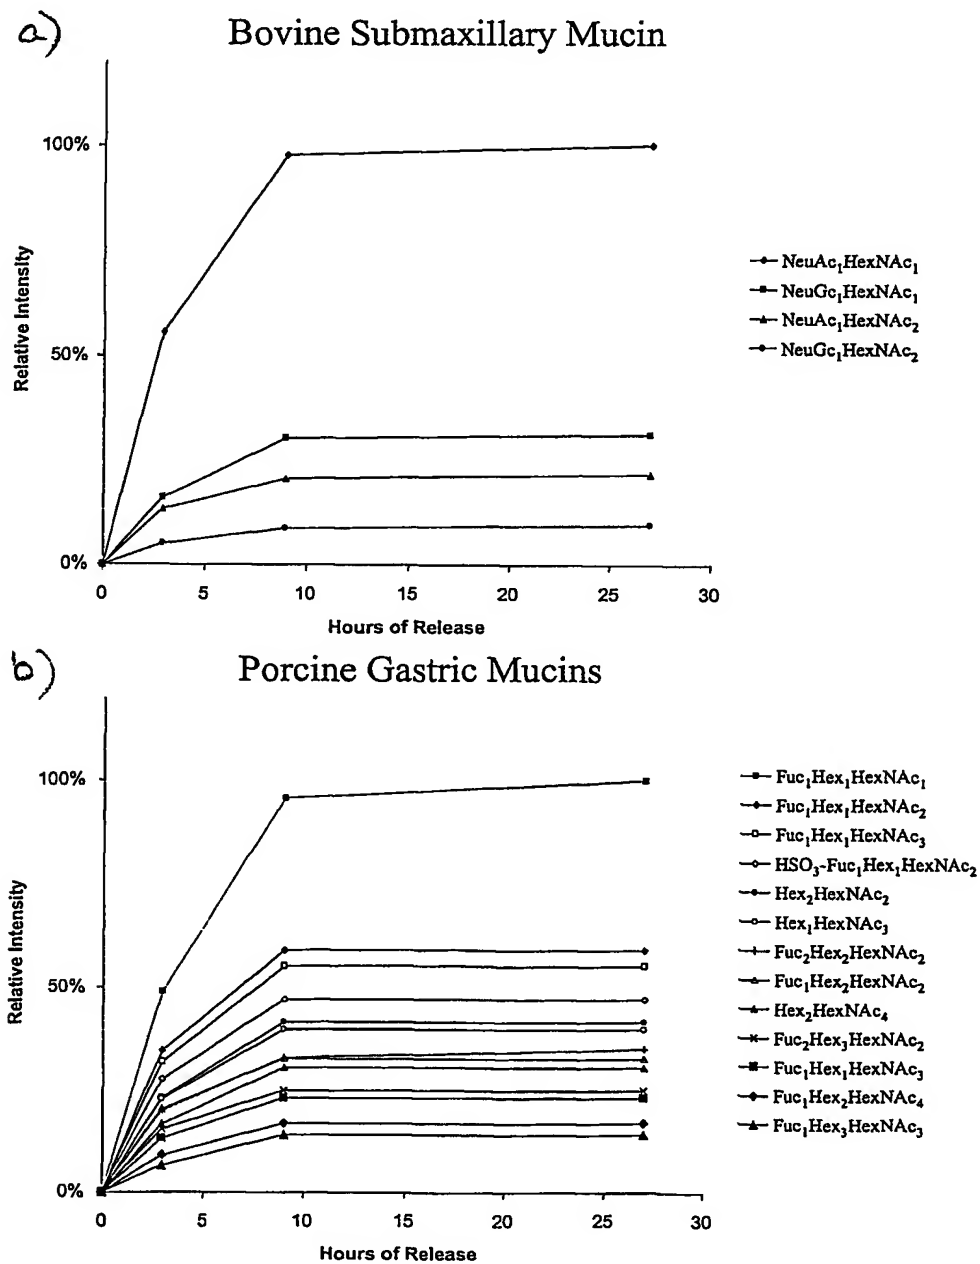 a)
Bovine Submaxillary Mucin
100%
50%
0%
Relative Intensity
0 5 10 15 20 25 30
Hours of Release
NeuAc₁HexNAc₁
NeuGc₁HexNAc₁
NeuAc₁HexNAc₂
NeuGc₁HexNAc₂
b)
Porcine Gastric Mucins
100%
50%
0%
Relative Intensity
0 5 10 15 20 25 30
Hours of Release
Fuc₁Hex₁HexNAc₁
Fuc₁Hex₁HexNAc₂
Fuc₁Hex₁HexNAc₃
HSO₃-Fuc₁Hex₁HexNAc₂
Hex₂HexNAc₂
Hex₁HexNAc₃
Fuc₂Hex₂HexNAc₂
Fuc₁Hex₂HexNAc₂
Hex₂HexNAc₄
Fuc₂Hex₃HexNAc₂
Fuc₁Hex₁HexNAc₃
Fuc₁Hex₂HexNAc₄
Fuc₁Hex₃HexNAc₃